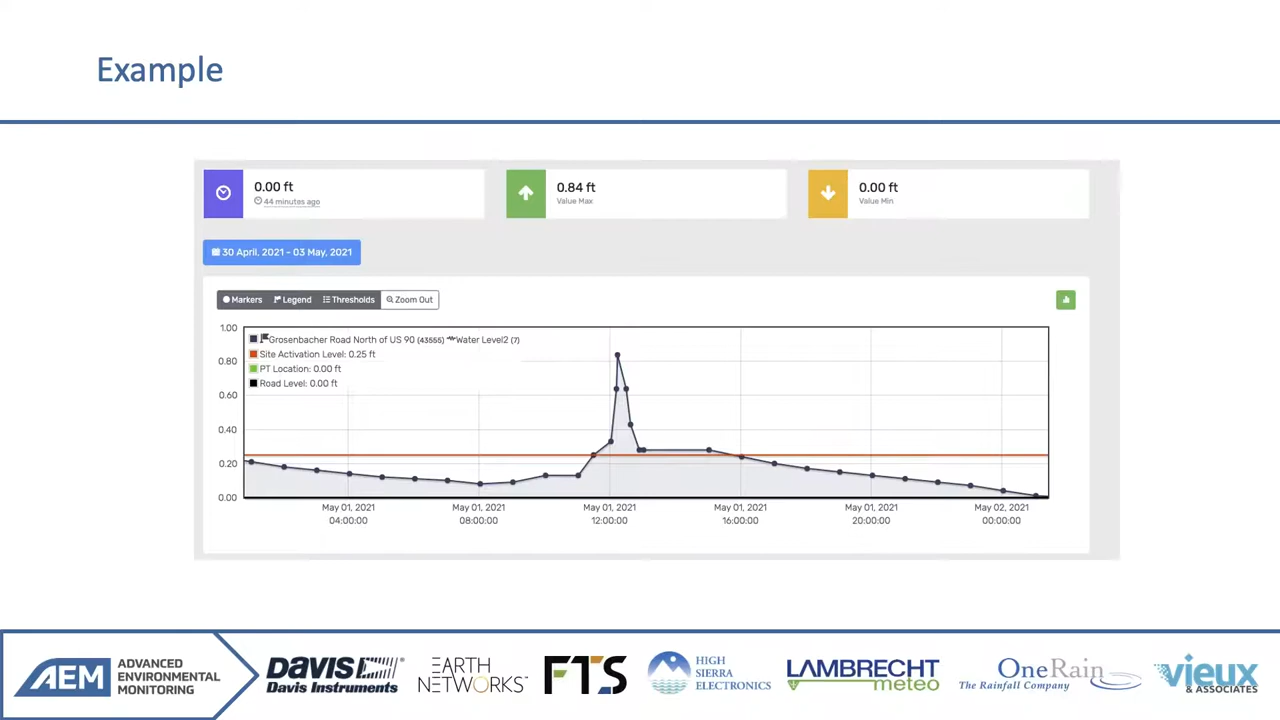 Example
0.00 ft
44 minutes ago
0.84 ft
Value Max
0.00 ft
Value Min
30 April, 2021 - 03 May, 2021
Markers Legend Thresholds Zoom Out
1.00
0.80
0.60
0.40
0.20
0.00
Grosenbacher Road North of US 90 (43555) Water Level2 (7)
Site Activation Level: 0.25 ft
PT Location: 0.00 ft
Road Level: 0.00 ft
May 01, 2021 May 01, 2021 May 01, 2021 May 01, 2021 May 01, 2021 May 02, 2021
04:00:00 08:00:00 12:00:00 16:00:00 20:00:00 00:00:00
AEM
ADVANCED
ENVIRONMENTAL
MONITORING
DAVIS
Davis Instruments
EARTH
NETWORKS
FTS
HIGH
SIERRA
ELECTRONICS
LAMBRECHT
meteo
OneRain
The Rainfall Company
vieux
& ASSOCIATES